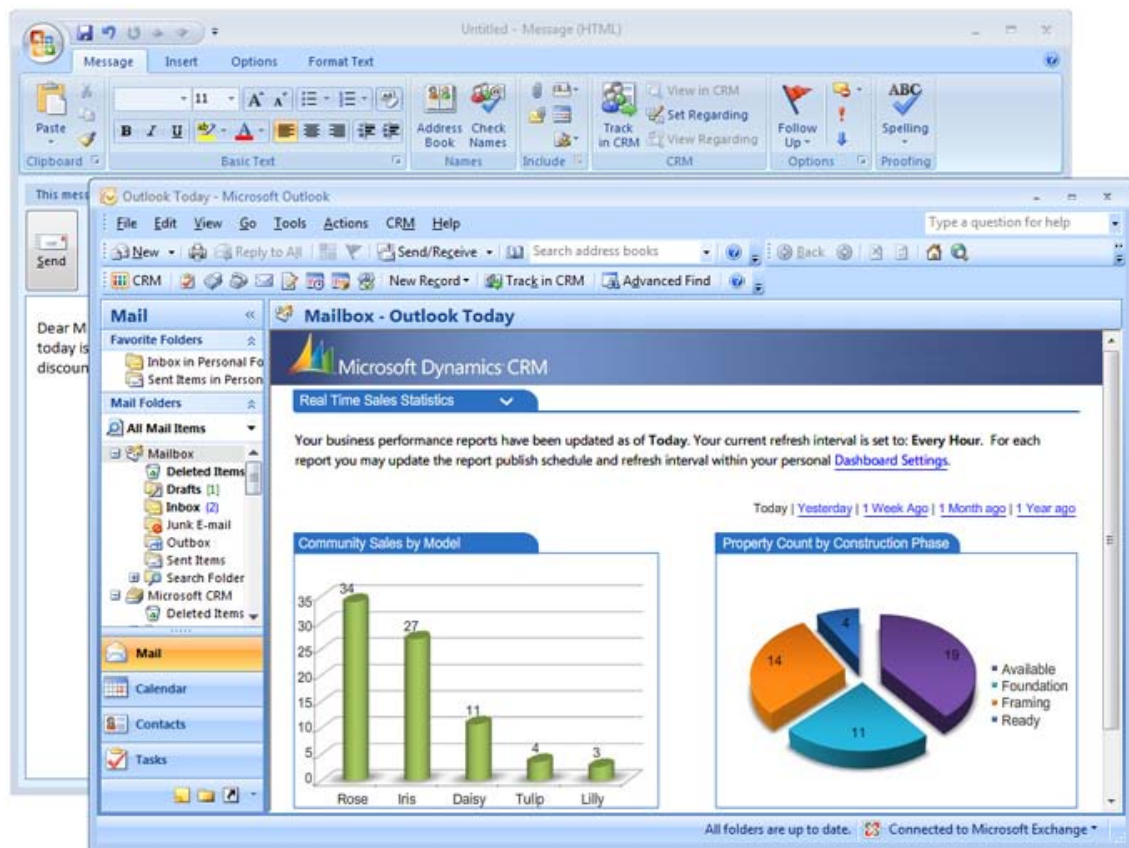 Untitled - Message (HTML)
Message Insert Options Format Text
11 A A View in CRM ABC
Set Regarding
Paste B I U A Address Check Track View Regarding Follow Spelling
Book Names in CRM Up
Clipboard Basic Text Names Include CRM Options Proofing
This mess
Send
Dear M
today is
discoun
Outlook Today - Microsoft Outlook
File Edit View Go Tools Actions CRM Help Type a question for help
New Reply to All Send/Receive Search address books Back
CRM New Record Track in CRM Advanced Find
Mail « Mailbox - Outlook Today
Favorite Folders
Inbox in Personal Fo
Sent Items in Person
Mail Folders
All Mail Items
Mailbox
Deleted Items
Drafts [1]
Inbox (2)
Junk E-mail
Outbox
Sent Items
Search Folder
Microsoft CRM
Deleted Items
Mail
Calendar
Contacts
Tasks
Microsoft Dynamics CRM
Real Time Sales Statistics
Your business performance reports have been updated as of Today. Your current refresh interval is set to: Every Hour. For each
report you may update the report publish schedule and refresh interval within your personal Dashboard Settings.
Today | Yesterday | 1 Week Ago | 1 Month ago | 1 Year ago
Community Sales by Model
35
30
25
20
15
10
5
0
34
27
11
4
3
Rose Iris Daisy Tulip Lilly
Property Count by Construction Phase
4
14
19
11
Available
Foundation
Framing
Ready
All folders are up to date. Connected to Microsoft Exchange